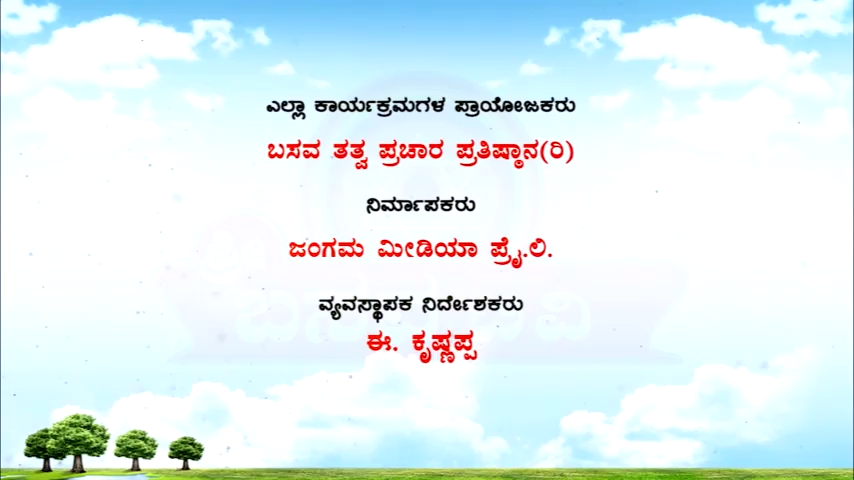 ಎಲ್ಲಾ ಕಾರ್ಯಕ್ರಮಗಳ ಪ್ರಾಯೋಜಕರು
ಬಸವ ತತ್ವ ಪ್ರಚಾರ ಪ್ರತಿಷ್ಠಾನ(ರಿ)
ನಿರ್ಮಾಪಕರು
ಜಂಗಮ ಮೀಡಿಯಾ ಪ್ರೈ.ಲಿ.
ವ್ಯವಸ್ಥಾಪಕ ನಿರ್ದೇಶಕರು
ಈ. ಕೃಷ್ಣಪ್ಪ